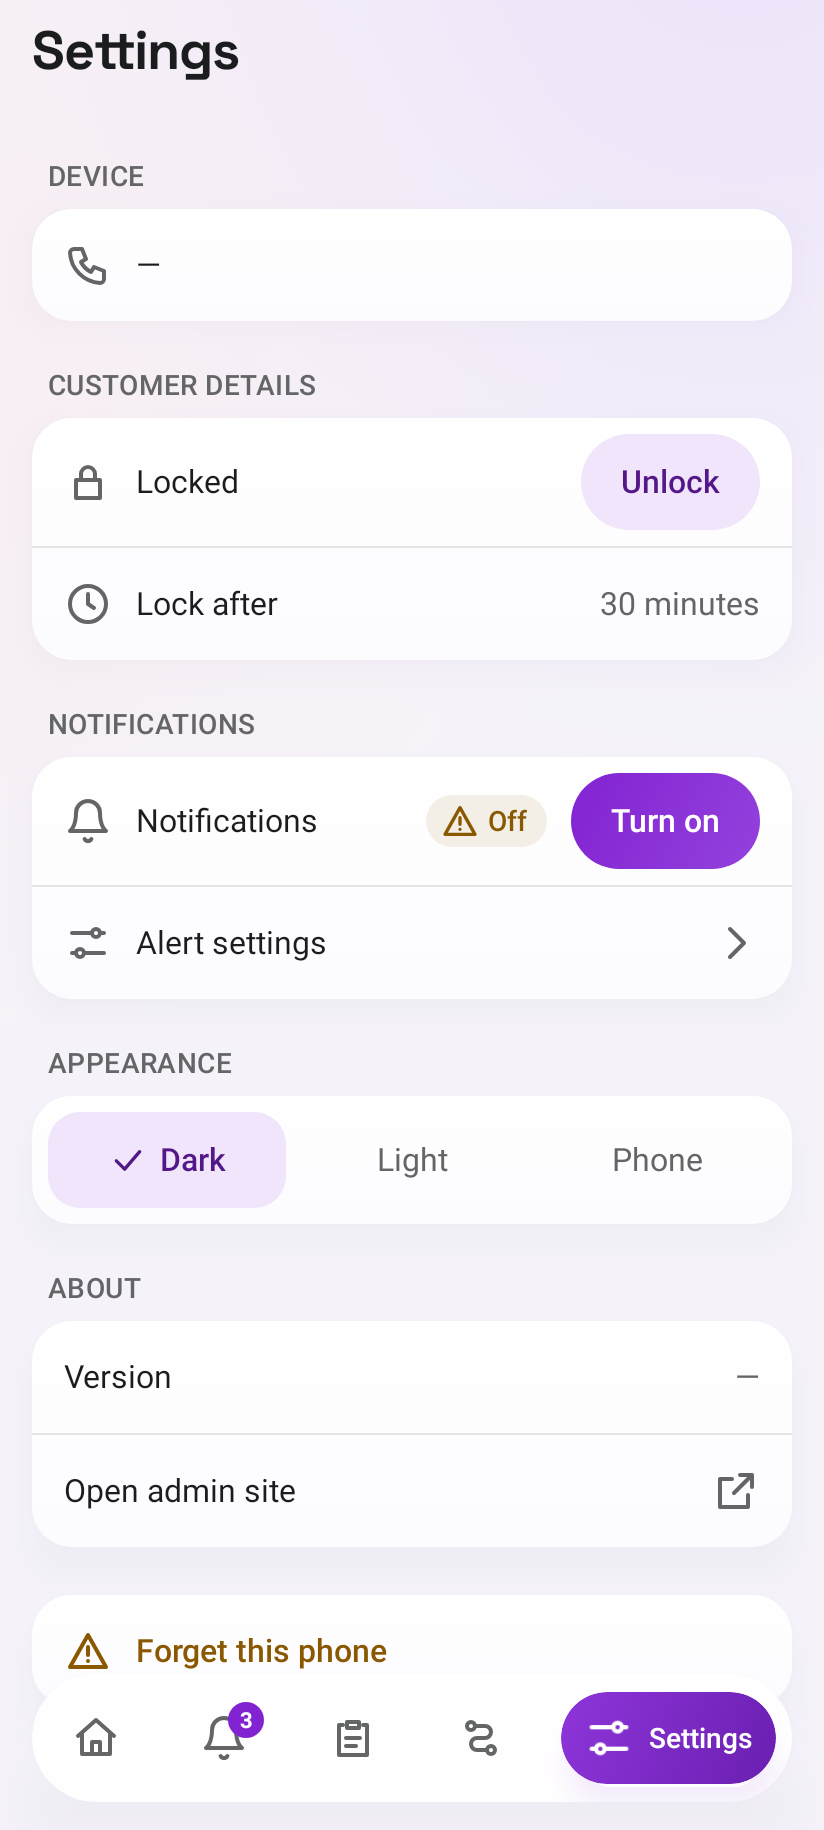 Settings
DEVICE
—
CUSTOMER DETAILS
Locked
Unlock
Lock after
30 minutes
NOTIFICATIONS
Notifications
Off
Turn on
Alert settings
APPEARANCE
Dark
Light
Phone
ABOUT
Version
—
Open admin site
Forget this phone
3
Settings